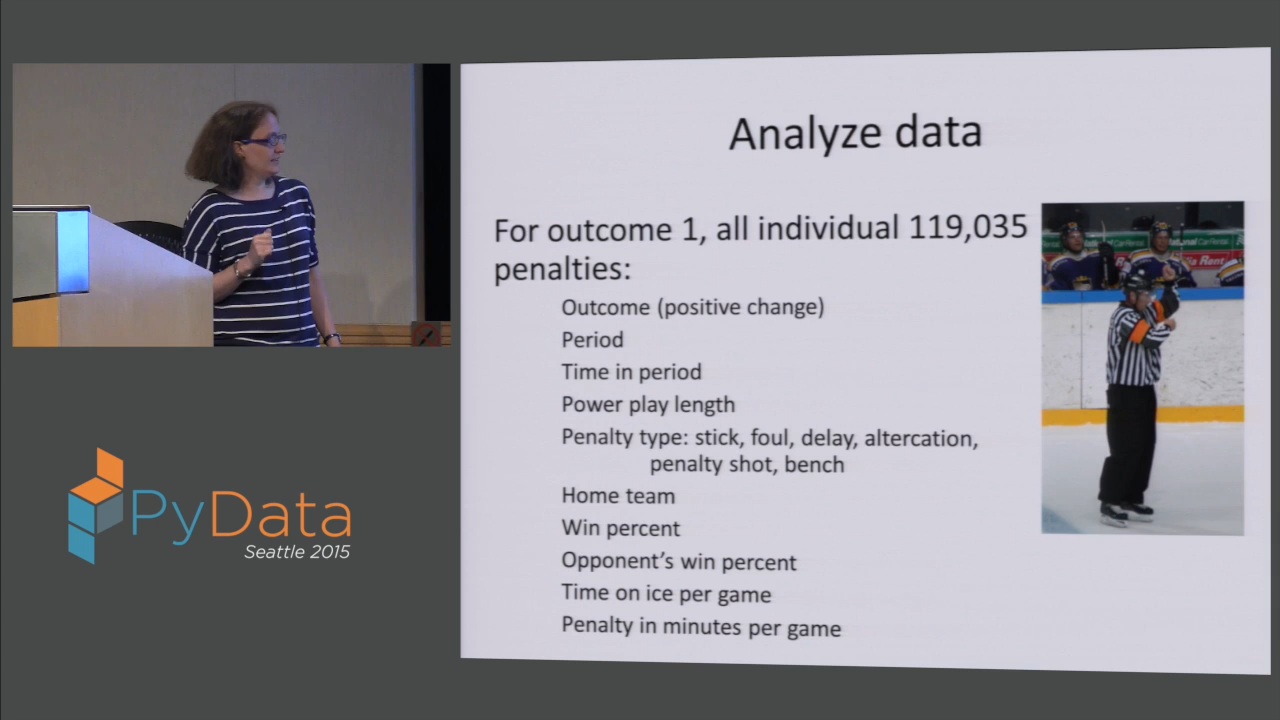 Analyze data
For outcome 1, all individual 119,035
penalties:
Outcome (positive change)
Period
Time in period
Power play length
Penalty type: stick, foul, delay, altercation,
penalty shot, bench
Home team
Win percent
Opponent’s win percent
Time on ice per game
Penalty in minutes per game
PyData
Seattle 2015